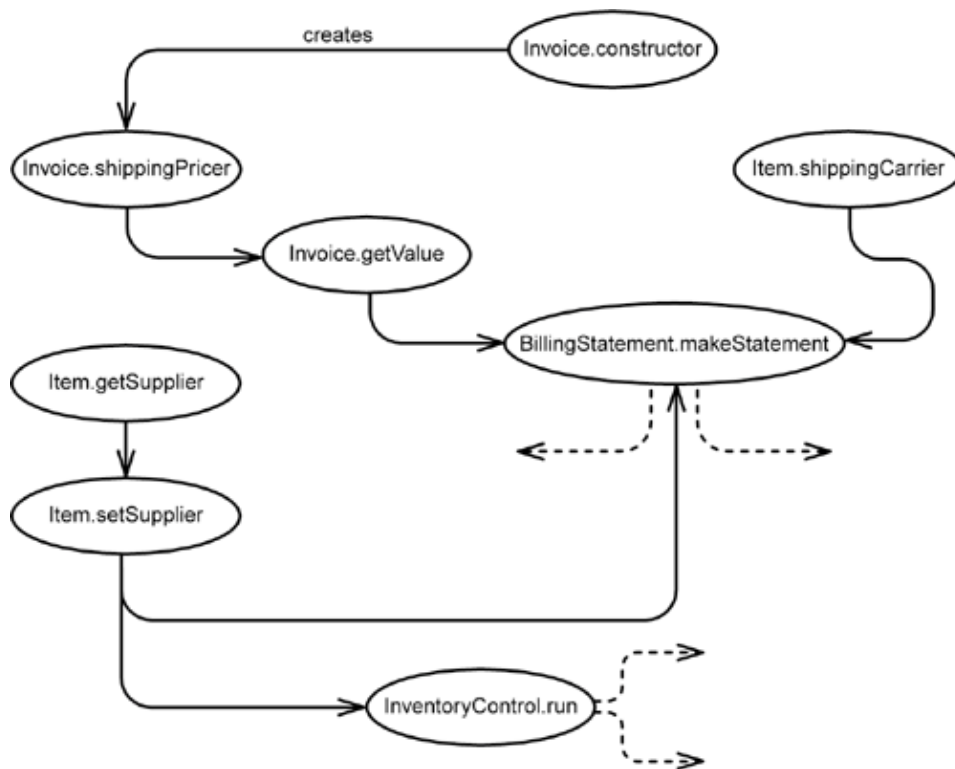 creates
Invoice.constructor
Invoice.shippingPricer
Item.shippingCarrier
Invoice.getValue
BillingStatement.makeStatement
Item.getSupplier
Item.setSupplier
InventoryControl.run